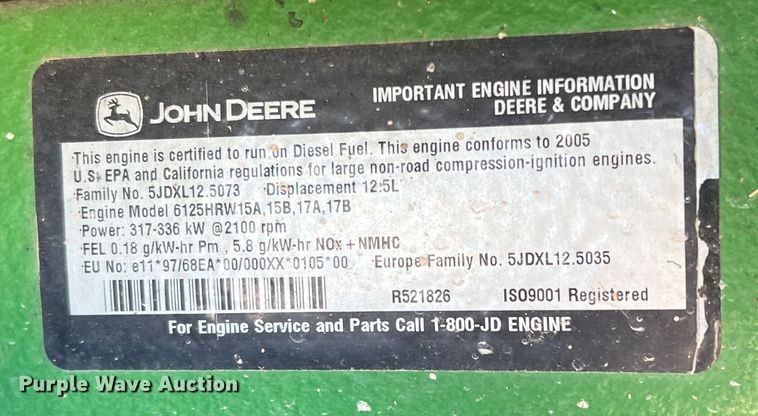 JOHN DEERE
IMPORTANT ENGINE INFORMATION
DEERE & COMPANY
This engine is certified to run on Diesel Fuel. This engine conforms to 2005
U.S. EPA and California regulations for large non-road compression-ignition engines.
Family No. 5JDXL12.5073 Displacement 12.5L
Engine Model 6125HRW15A,15B,17A,17B
Power: 317-336 kW @2100 rpm
FEL 0.18 g/kW-hr Pm , 5.8 g/kW-hr NOx + NMHC
EU No: e11*97/68EA*00/000XX*0105*00 Europe Family No. 5JDXL12.5035
R521826 ISO9001 Registered
For Engine Service and Parts Call 1-800-JD ENGINE
Purple Wave Auction